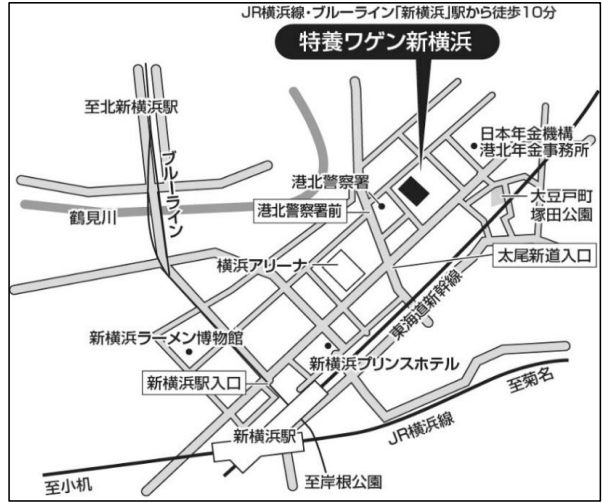 JR横浜線・ブルーライン「新横浜」駅から徒歩10分
特養ワゲン新横浜
至北新横浜駅
ブルーライン
日本年金機構
港北年金事務所
港北警察署
港北警察署前
大豆戸町
塚田公園
鶴見川
横浜アリーナ
太尾新道入口
東海道新幹線
新横浜ラーメン博物館
新横浜プリンスホテル
新横浜駅入口
至菊名
新横浜駅
JR横浜線
至小机
至岸根公園